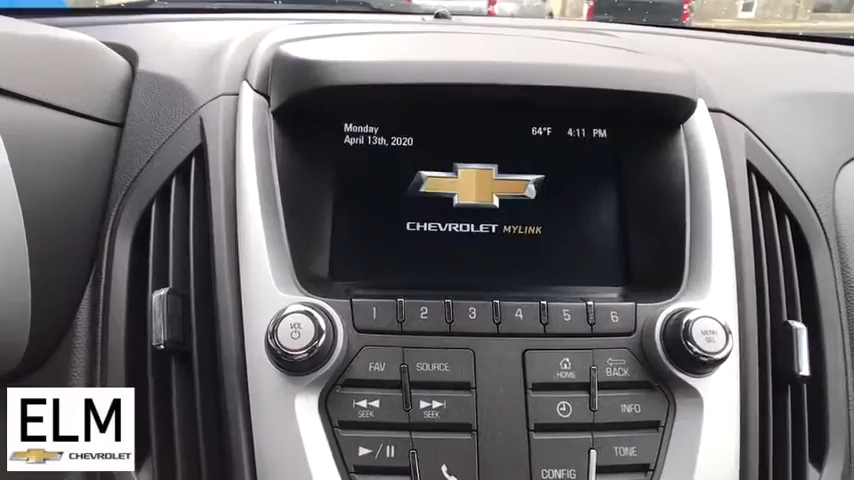 Monday
April 13th, 2020
64°F 4:11 PM
CHEVROLET MYLINK
1 2 3 4 5 6
VOL
MENU
SEL
FAV SOURCE
HOME BACK
SEEK SEEK
INFO
TONE
CONFIG
ELM
CHEVROLET